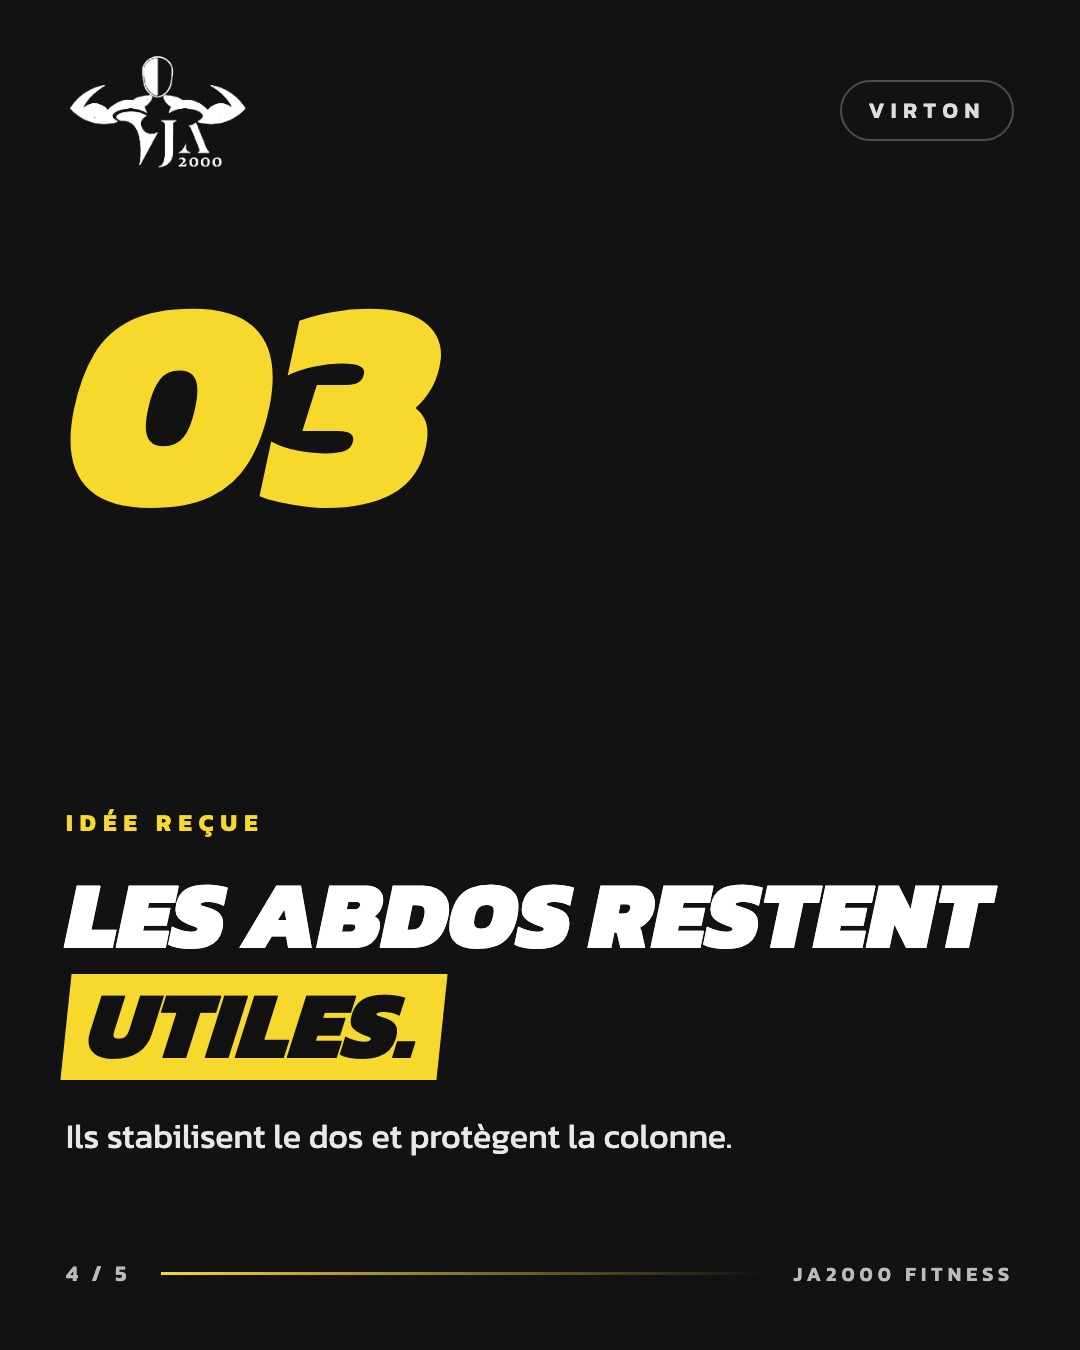 JA
2000
VIRTON
03
IDÉE REÇUE
LES ABDOS RESTENT
UTILES.
Ils stabilisent le dos et protègent la colonne.
4 / 5
JA2000 FITNESS